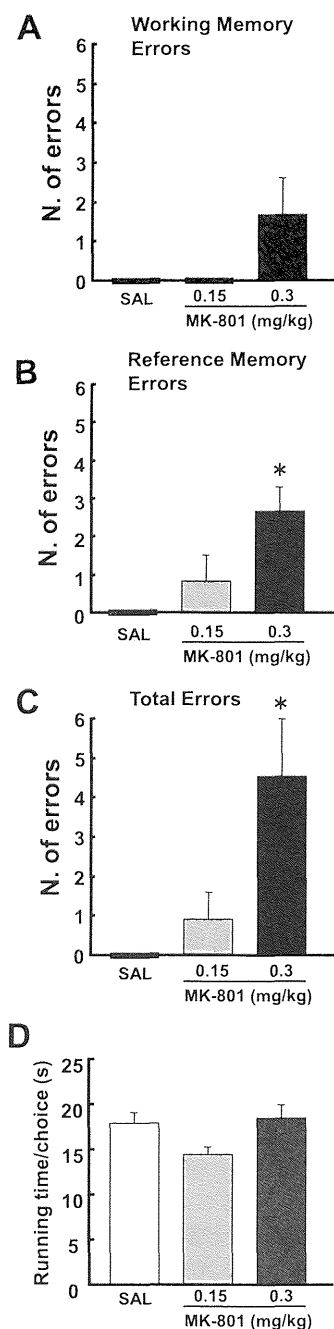 A
Working Memory
Errors
N. of errors
6
5
4
3
2
1
0
SAL
0.15
0.3
MK-801 (mg/kg)
B
Reference Memory
Errors
N. of errors
6
5
4
3
2
1
0
*
SAL
0.15
0.3
MK-801 (mg/kg)
C
Total Errors
N. of errors
6
5
4
3
2
1
0
*
SAL
0.15
0.3
MK-801 (mg/kg)
D
Running time/choice (s)
25
20
15
10
5
0
SAL
0.15
0.3
MK-801 (mg/kg)